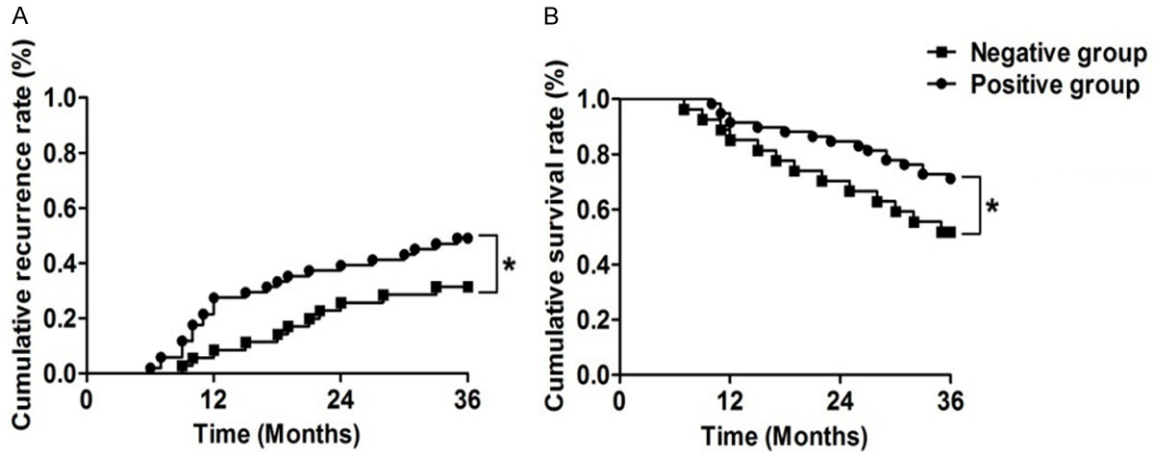 A
B
Negative group
Positive group
Cumulative recurrence rate (%)
1.0
0.8
0.6
0.4
0.2
0.0
0
12
24
36
Time (Months)
*
Cumulative survival rate (%)
1.0
0.8
0.6
0.4
0.2
0.0
0
12
24
36
Time (Months)
*